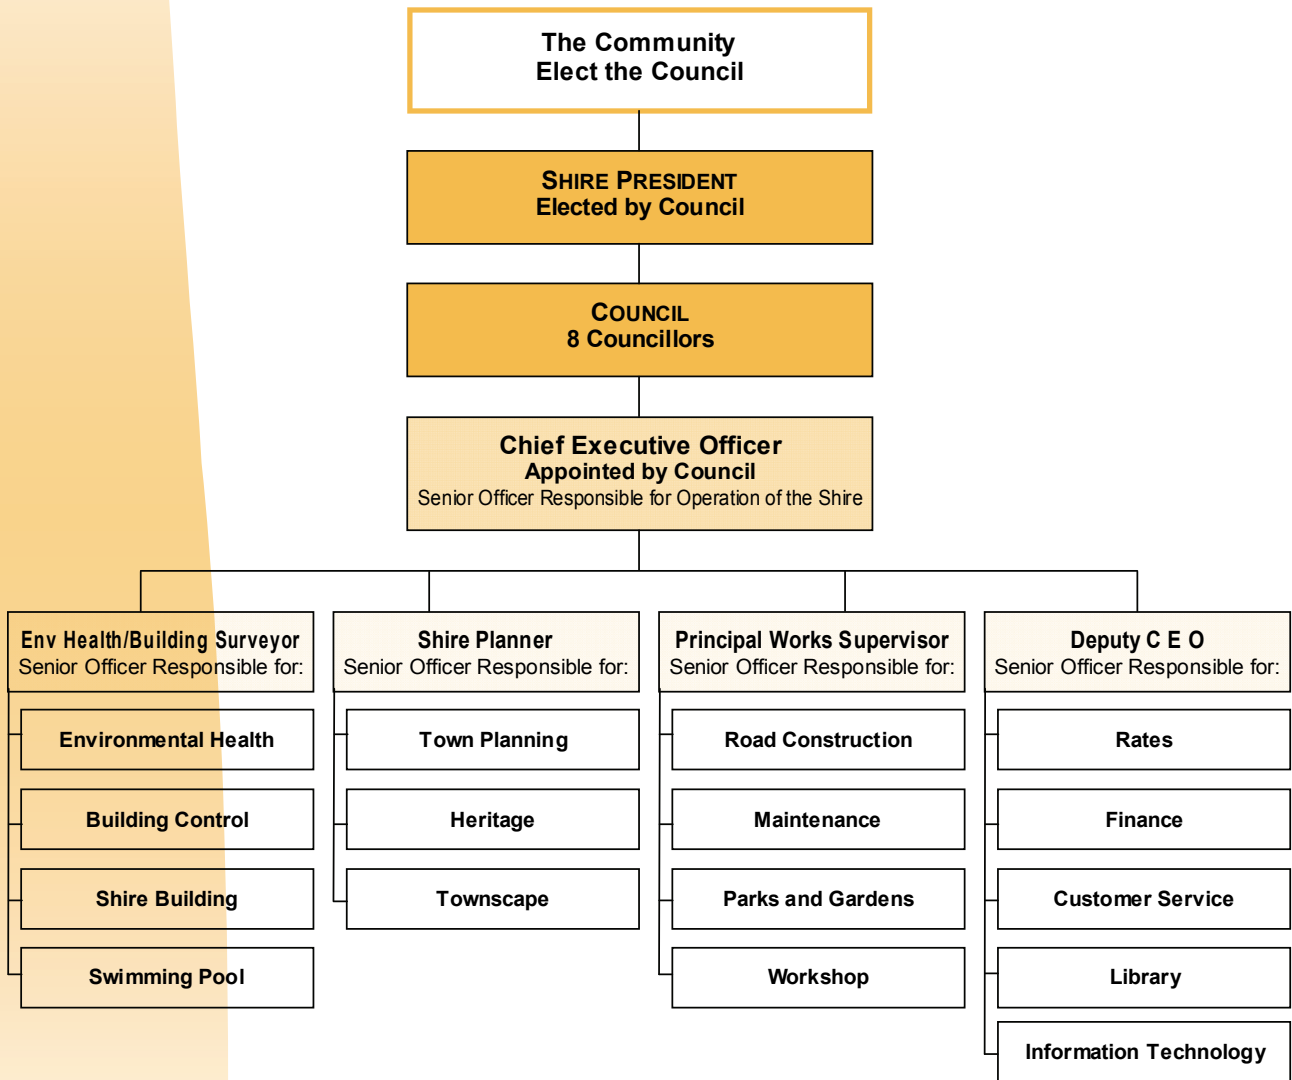 The Community
Elect the Council
SHIRE PRESIDENT
Elected by Council
COUNCIL
8 Councillors
Chief Executive Officer
Appointed by Council
Senior Officer Responsible for Operation of the Shire
Env Health/Building Surveyor
Senior Officer Responsible for:
Environmental Health
Building Control
Shire Building
Swimming Pool
Shire Planner
Senior Officer Responsible for:
Town Planning
Heritage
Townscape
Principal Works Supervisor
Senior Officer Responsible for:
Road Construction
Maintenance
Parks and Gardens
Workshop
Deputy C E O
Senior Officer Responsible for:
Rates
Finance
Customer Service
Library
Information Technology